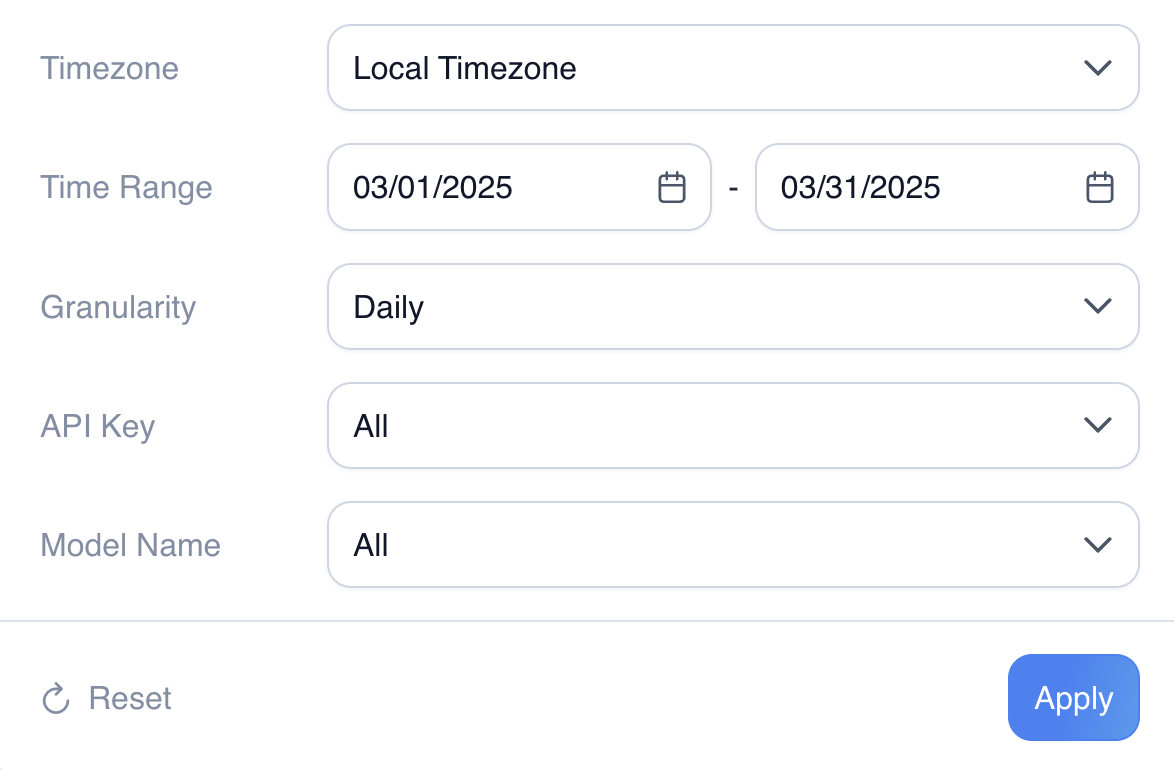 Timezone Local Timezone
Time Range 03/01/2025 - 03/31/2025
Granularity Daily
API Key All
Model Name All
Reset Apply